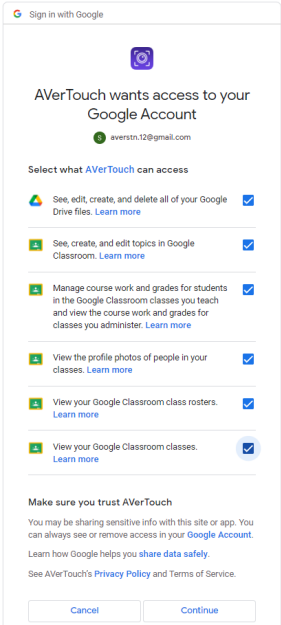 Sign in with Google
AVerTouch wants access to your
Google Account
S
averstn.12@gmail.com
Select what AVerTouch can access
See, edit, create, and delete all of your Google
Drive files. Learn more
See, create, and edit topics in Google
Classroom. Learn more
Manage course work and grades for students
in the Google Classroom classes you teach
and view the course work and grades for
classes you administer. Learn more
View the profile photos of people in your
classes. Learn more
View your Google Classroom class rosters.
Learn more
View your Google Classroom classes.
Learn more
Make sure you trust AVerTouch
You may be sharing sensitive info with this site or app. You
can always see or remove access in your Google Account.
Learn how Google helps you share data safely.
See AVerTouch's Privacy Policy and Terms of Service.
Cancel
Continue